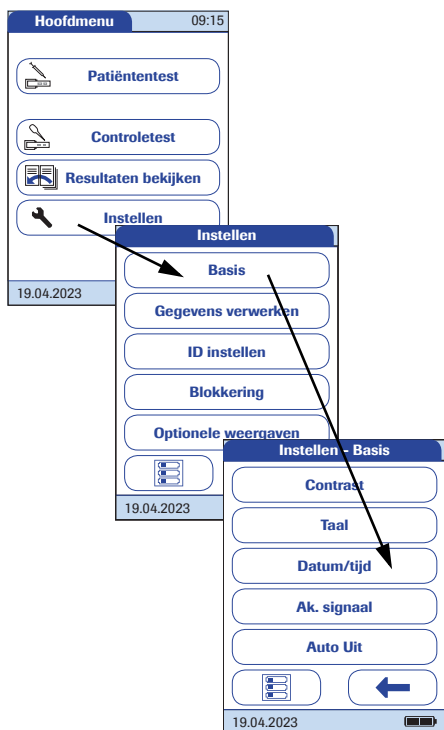 Hoofdmenu 09:15
Patiëntentest
Controletest
Resultaten bekijken
Instellen
19.04.2023
Instellen
Basis
Gegevens verwerken
ID instellen
Blokkering
Optionele weergaven
19.04.2023
Instellen - Basis
Contrast
Taal
Datum/tijd
Ak. signaal
Auto Uit
19.04.2023